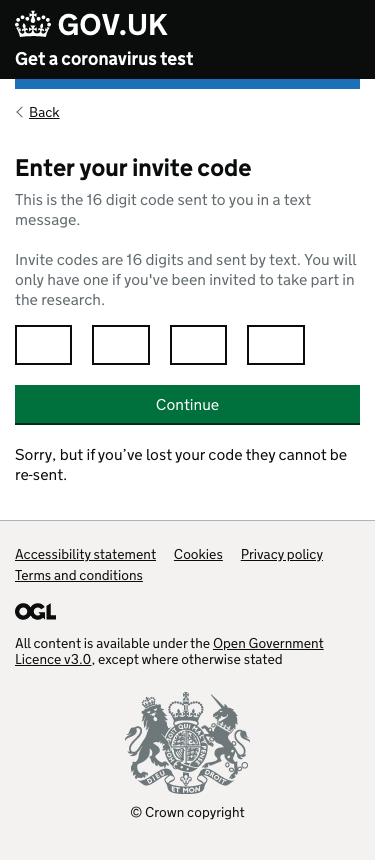 GOV.UK
Get a coronavirus test
Back
Enter your invite code
This is the 16 digit code sent to you in a text
message.
Invite codes are 16 digits and sent by text. You will
only have one if you've been invited to take part in
the research.
Continue
Sorry, but if you’ve lost your code they cannot be
re-sent.
Accessibility statement Cookies Privacy policy
Terms and conditions
OGL
All content is available under the Open Government
Licence v3.0, except where otherwise stated
DIEU ET MON DROIT
© Crown copyright